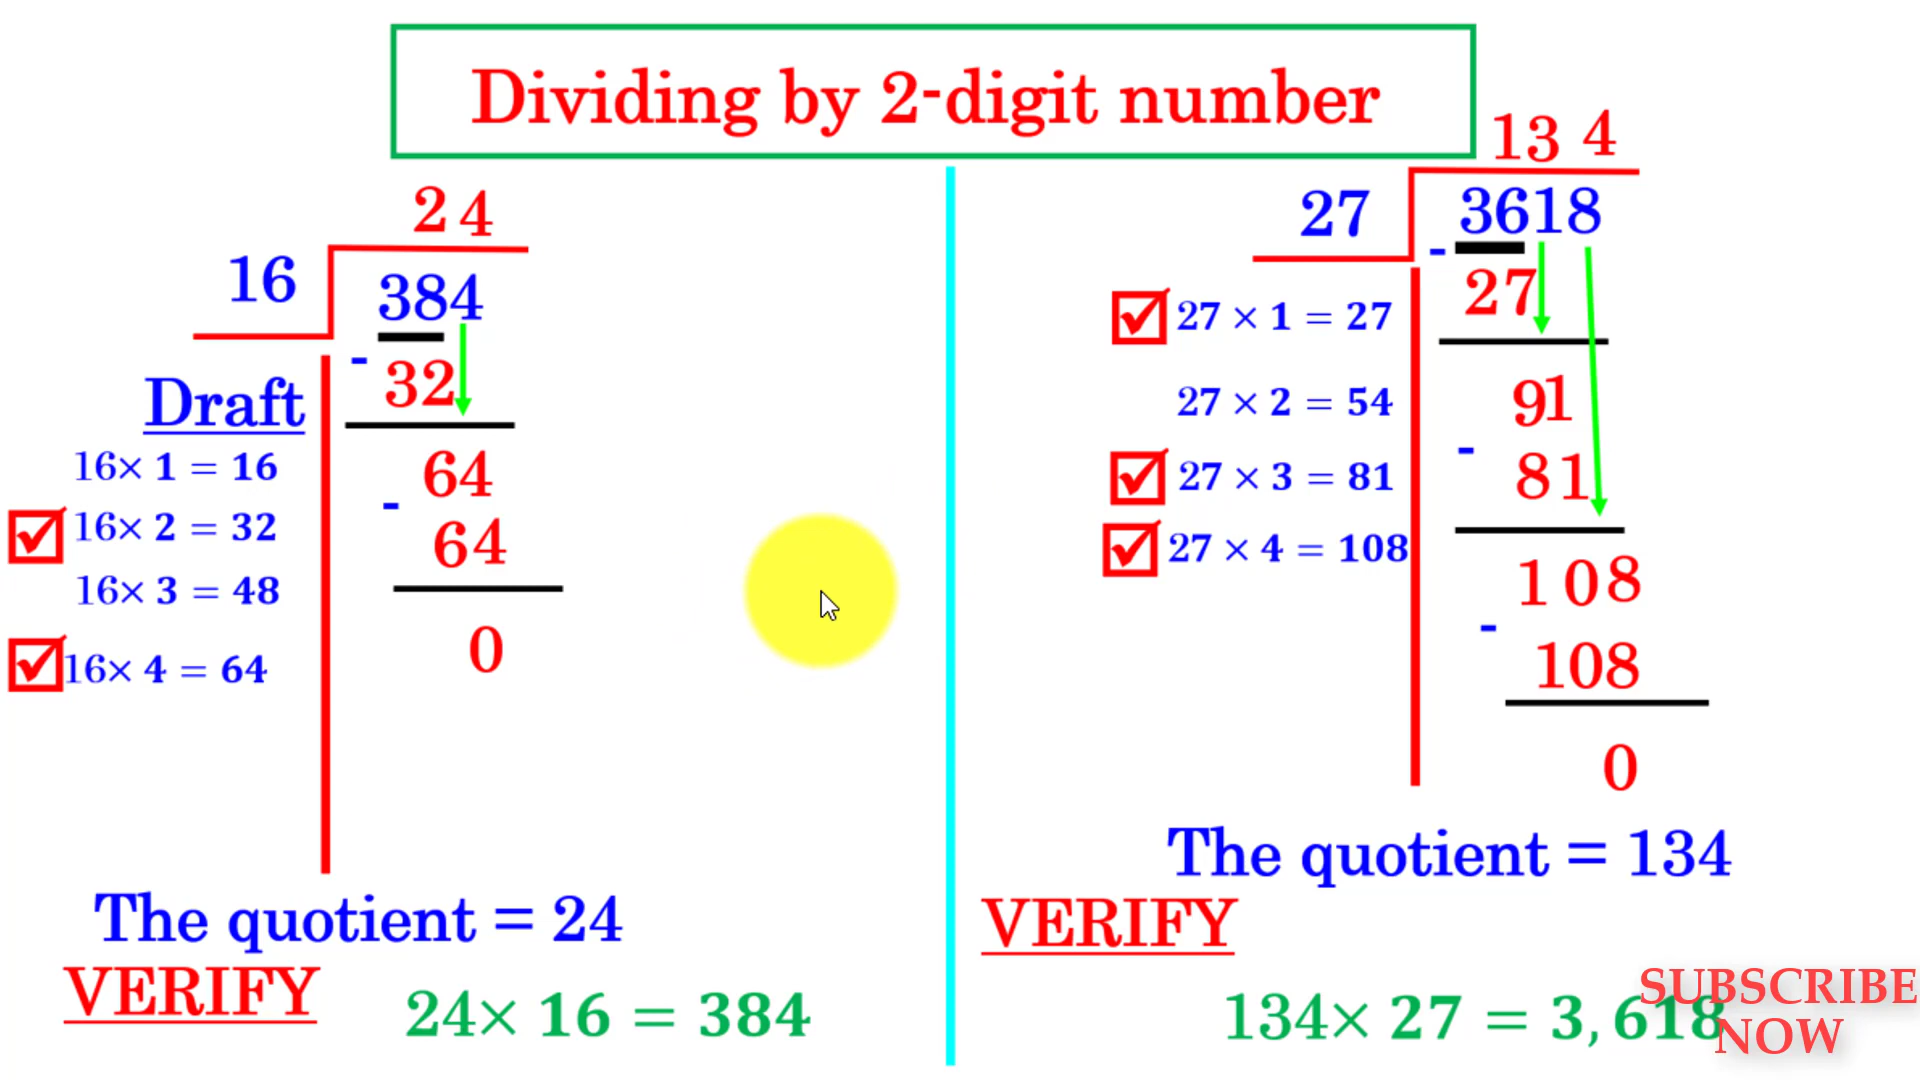 Dividing by 2-digit number
24
16 384
- 32
Draft
16× 1 = 16
16× 2 = 32
16× 3 = 48
16× 4 = 64
64
- 64
0
The quotient = 24
VERIFY
24× 16 = 384
134
27 3618
- 27
27 × 1 = 27
27 × 2 = 54
27 × 3 = 81
27 × 4 = 108
91
- 81
108
- 108
0
The quotient = 134
VERIFY
134× 27 = 3,618
SUBSCRIBE
NOW